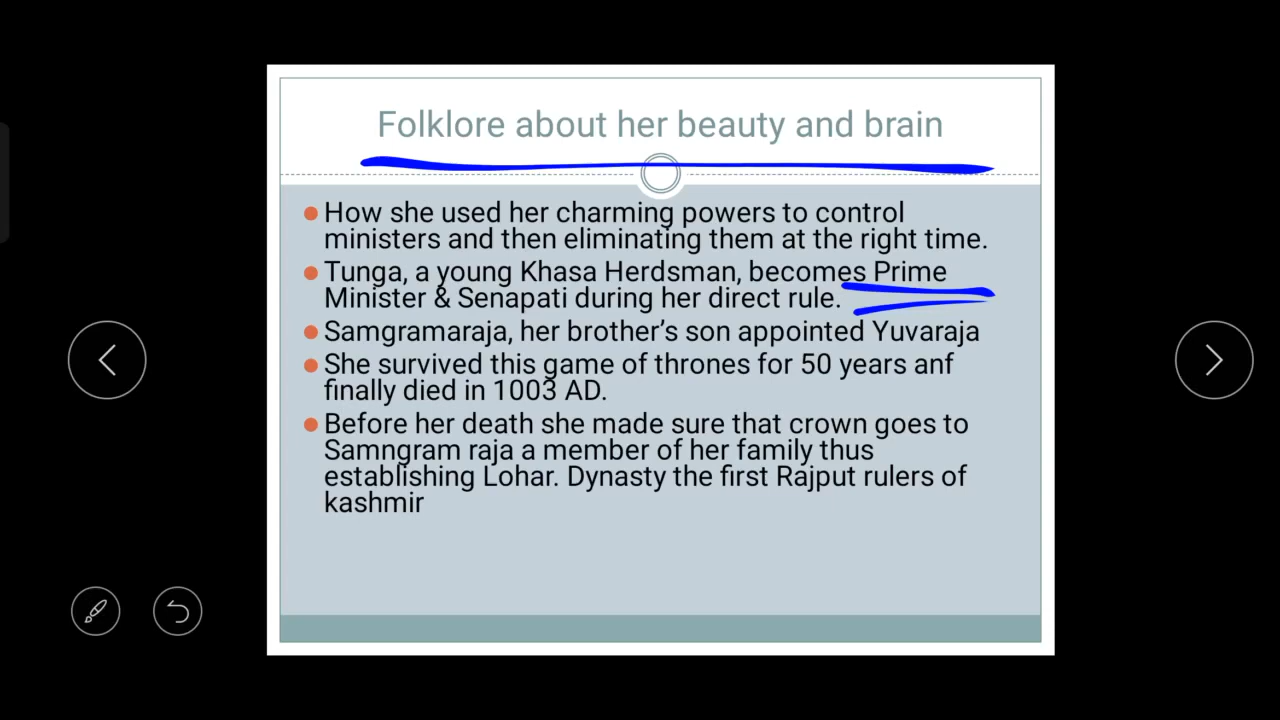 Folklore about her beauty and brain
How she used her charming powers to control
ministers and then eliminating them at the right time.
Tunga, a young Khasa Herdsman, becomes Prime
Minister & Senapati during her direct rule.
Samgramaraja, her brother's son appointed Yuvaraja
She survived this game of thrones for 50 years anf
finally died in 1003 AD.
Before her death she made sure that crown goes to
Samngram raja a member of her family thus
establishing Lohar. Dynasty the first Rajput rulers of
kashmir